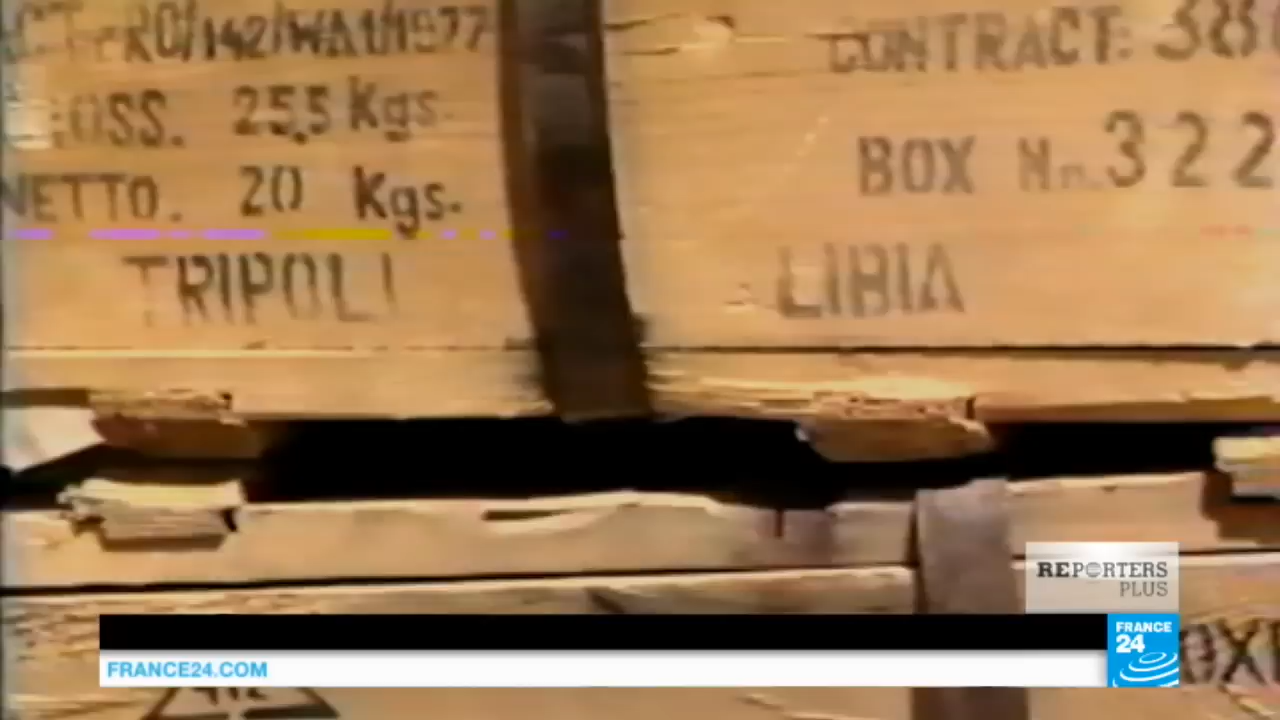 CONTRACT: 38
GROSS. 25,5 Kgs.
NETTO. 20 Kgs.
BOX Nr. 322
TRIPOLI
LIBIA
REPORTERS
PLUS
FRANCE
24
FRANCE24.COM